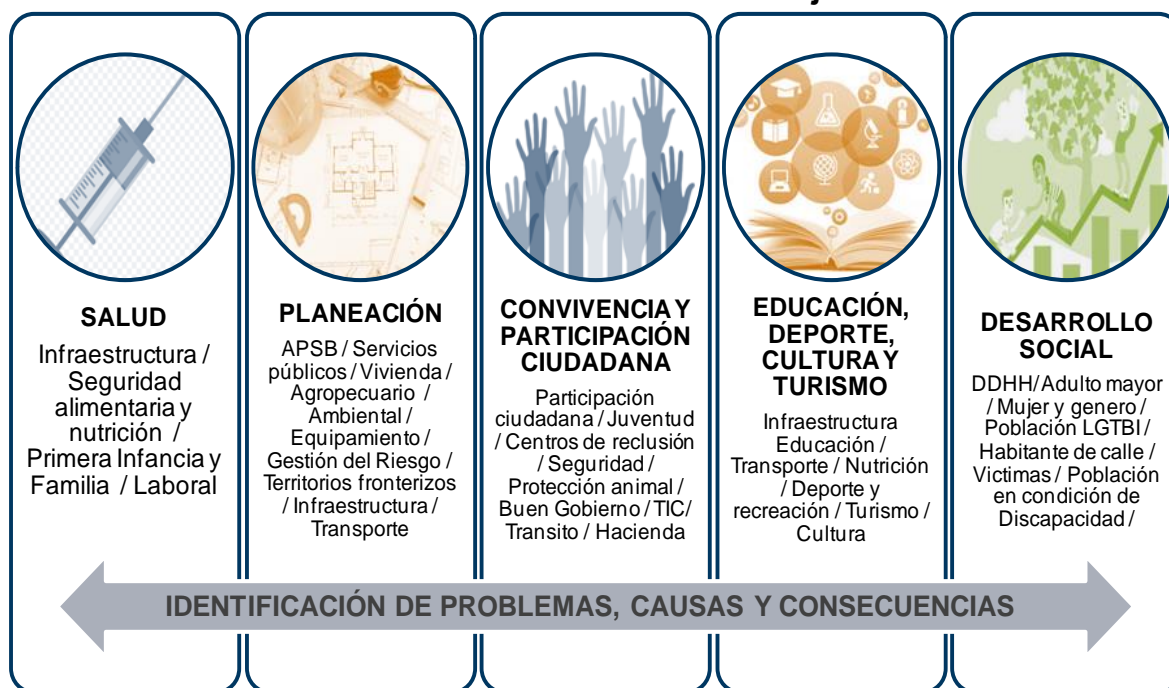 SALUD
Infraestructura /
Seguridad
alimentaria y
nutrición /
Primera Infancia y
Familia / Laboral
PLANEACIÓN
APSB / Servicios
públicos / Vivienda /
Agropecuario /
Ambiental /
Equipamiento /
Gestión del Riesgo /
Territorios fronterizos
/ Infraestructura /
Transporte
CONVIVENCIA Y
PARTICIPACIÓN
CIUDADANA
Participación
ciudadana / Juventud
/ Centros de reclusión
/ Seguridad /
Protección animal /
Buen Gobierno / TIC/
Transito / Hacienda
EDUCACIÓN,
DEPORTE,
CULTURA Y
TURISMO
Infraestructura
Educación /
Transporte / Nutrición
/ Deporte y
recreación / Turismo /
Cultura
DESARROLLO
SOCIAL
DDHH/ Adulto mayor
/ Mujer y genero /
Población LGTBI /
Habitante de calle /
Victimas / Población
en condición de
Discapacidad /
IDENTIFICACIÓN DE PROBLEMAS, CAUSAS Y CONSECUENCIAS